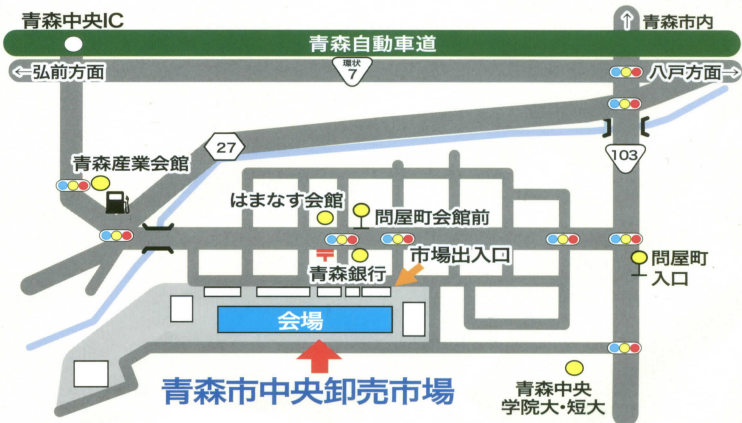 青森中央IC
青森市内
青森自動車道
←弘前方面
環状
7
八戸方面→
27
103
青森産業会館
はまなす会館
問屋町会館前
市場出入口
青森銀行
〒
問屋町
入口
会場
青森市中央卸売市場
青森中央
学院大・短大